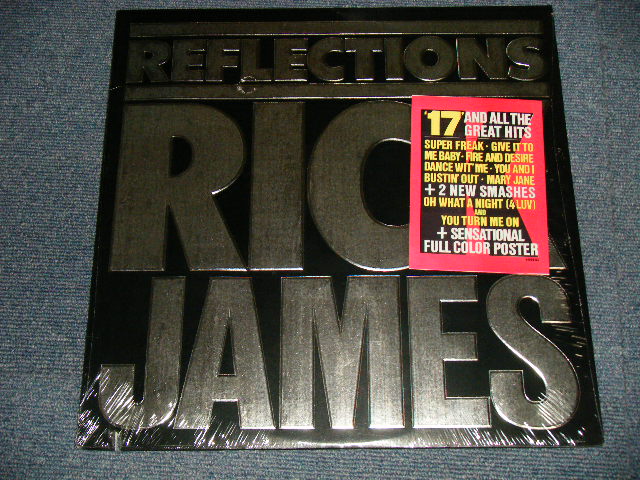 REFLECTIONS
RICK
JAMES
'17' AND ALL THE
GREAT HITS
SUPER FREAK · GIVE IT TO
ME BABY · FIRE AND DESIRE
DANCE WIT' ME · YOU AND I
BUSTIN' OUT · MARY JANE
+ 2 NEW SMASHES
OH WHAT A NIGHT (4 LUV)
AND
YOU TURN ME ON
+ SENSATIONAL
FULL COLOR POSTER